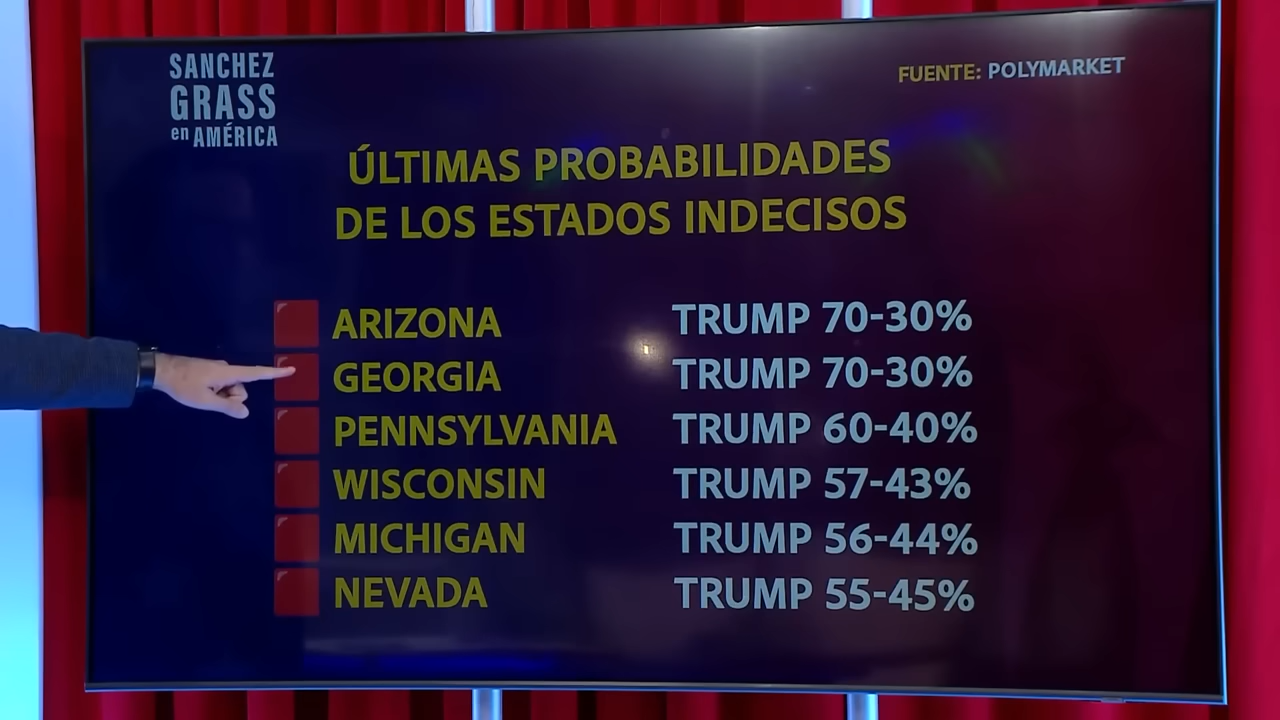 SANCHEZ
GRASS
en AMÉRICA
FUENTE: POLYMARKET
ÚLTIMAS PROBABILIDADES
DE LOS ESTADOS INDECISOS
ARIZONA TRUMP 70-30%
GEORGIA TRUMP 70-30%
PENNSYLVANIA TRUMP 60-40%
WISCONSIN TRUMP 57-43%
MICHIGAN TRUMP 56-44%
NEVADA TRUMP 55-45%